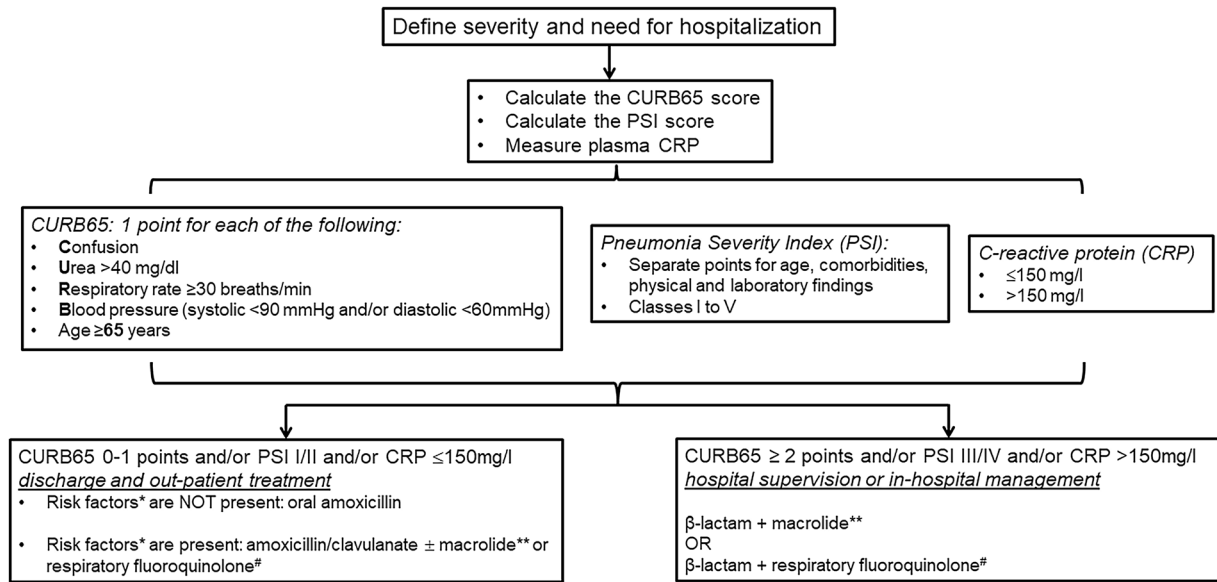 Define severity and need for hospitalization
• Calculate the CURB65 score
• Calculate the PSI score
• Measure plasma CRP
CURB65: 1 point for each of the following:
• Confusion
• Urea >40 mg/dl
• Respiratory rate ≥30 breaths/min
• Blood pressure (systolic <90 mmHg and/or diastolic <60mmHg)
• Age ≥65 years
Pneumonia Severity Index (PSI):
• Separate points for age, comorbidities,
physical and laboratory findings
• Classes I to V
C-reactive protein (CRP)
• ≤150 mg/l
• >150 mg/l
CURB65 0-1 points and/or PSI I/II and/or CRP ≤150mg/l
discharge and out-patient treatment
• Risk factors* are NOT present: oral amoxicillin
• Risk factors* are present: amoxicillin/clavulanate ± macrolide** or
respiratory fluoroquinolone#
CURB65 ≥ 2 points and/or PSI III/IV and/or CRP >150mg/l
hospital supervision or in-hospital management
β-lactam + macrolide**
OR
β-lactam + respiratory fluoroquinolone#